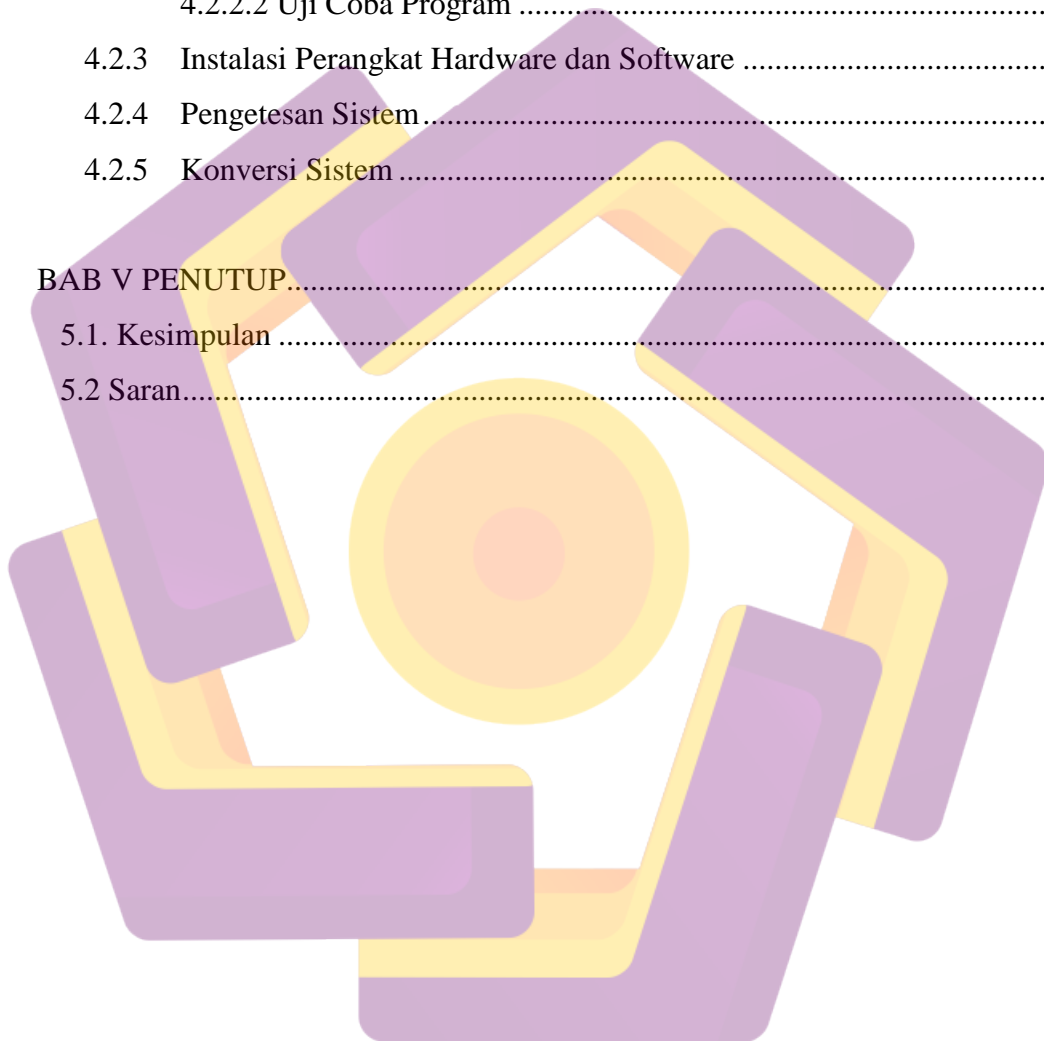 4.2.2.2 Uji Coba Program ........................................................................
4.2.3 Instalasi Perangkat Hardware dan Software .........................................
4.2.4 Pengetesan Sistem...................................................................................
4.2.5 Konversi Sistem ......................................................................................
BAB V PENUTUP....................................................................................................
5.1. Kesimpulan ......................................................................................................
5.2 Saran..................................................................................................................